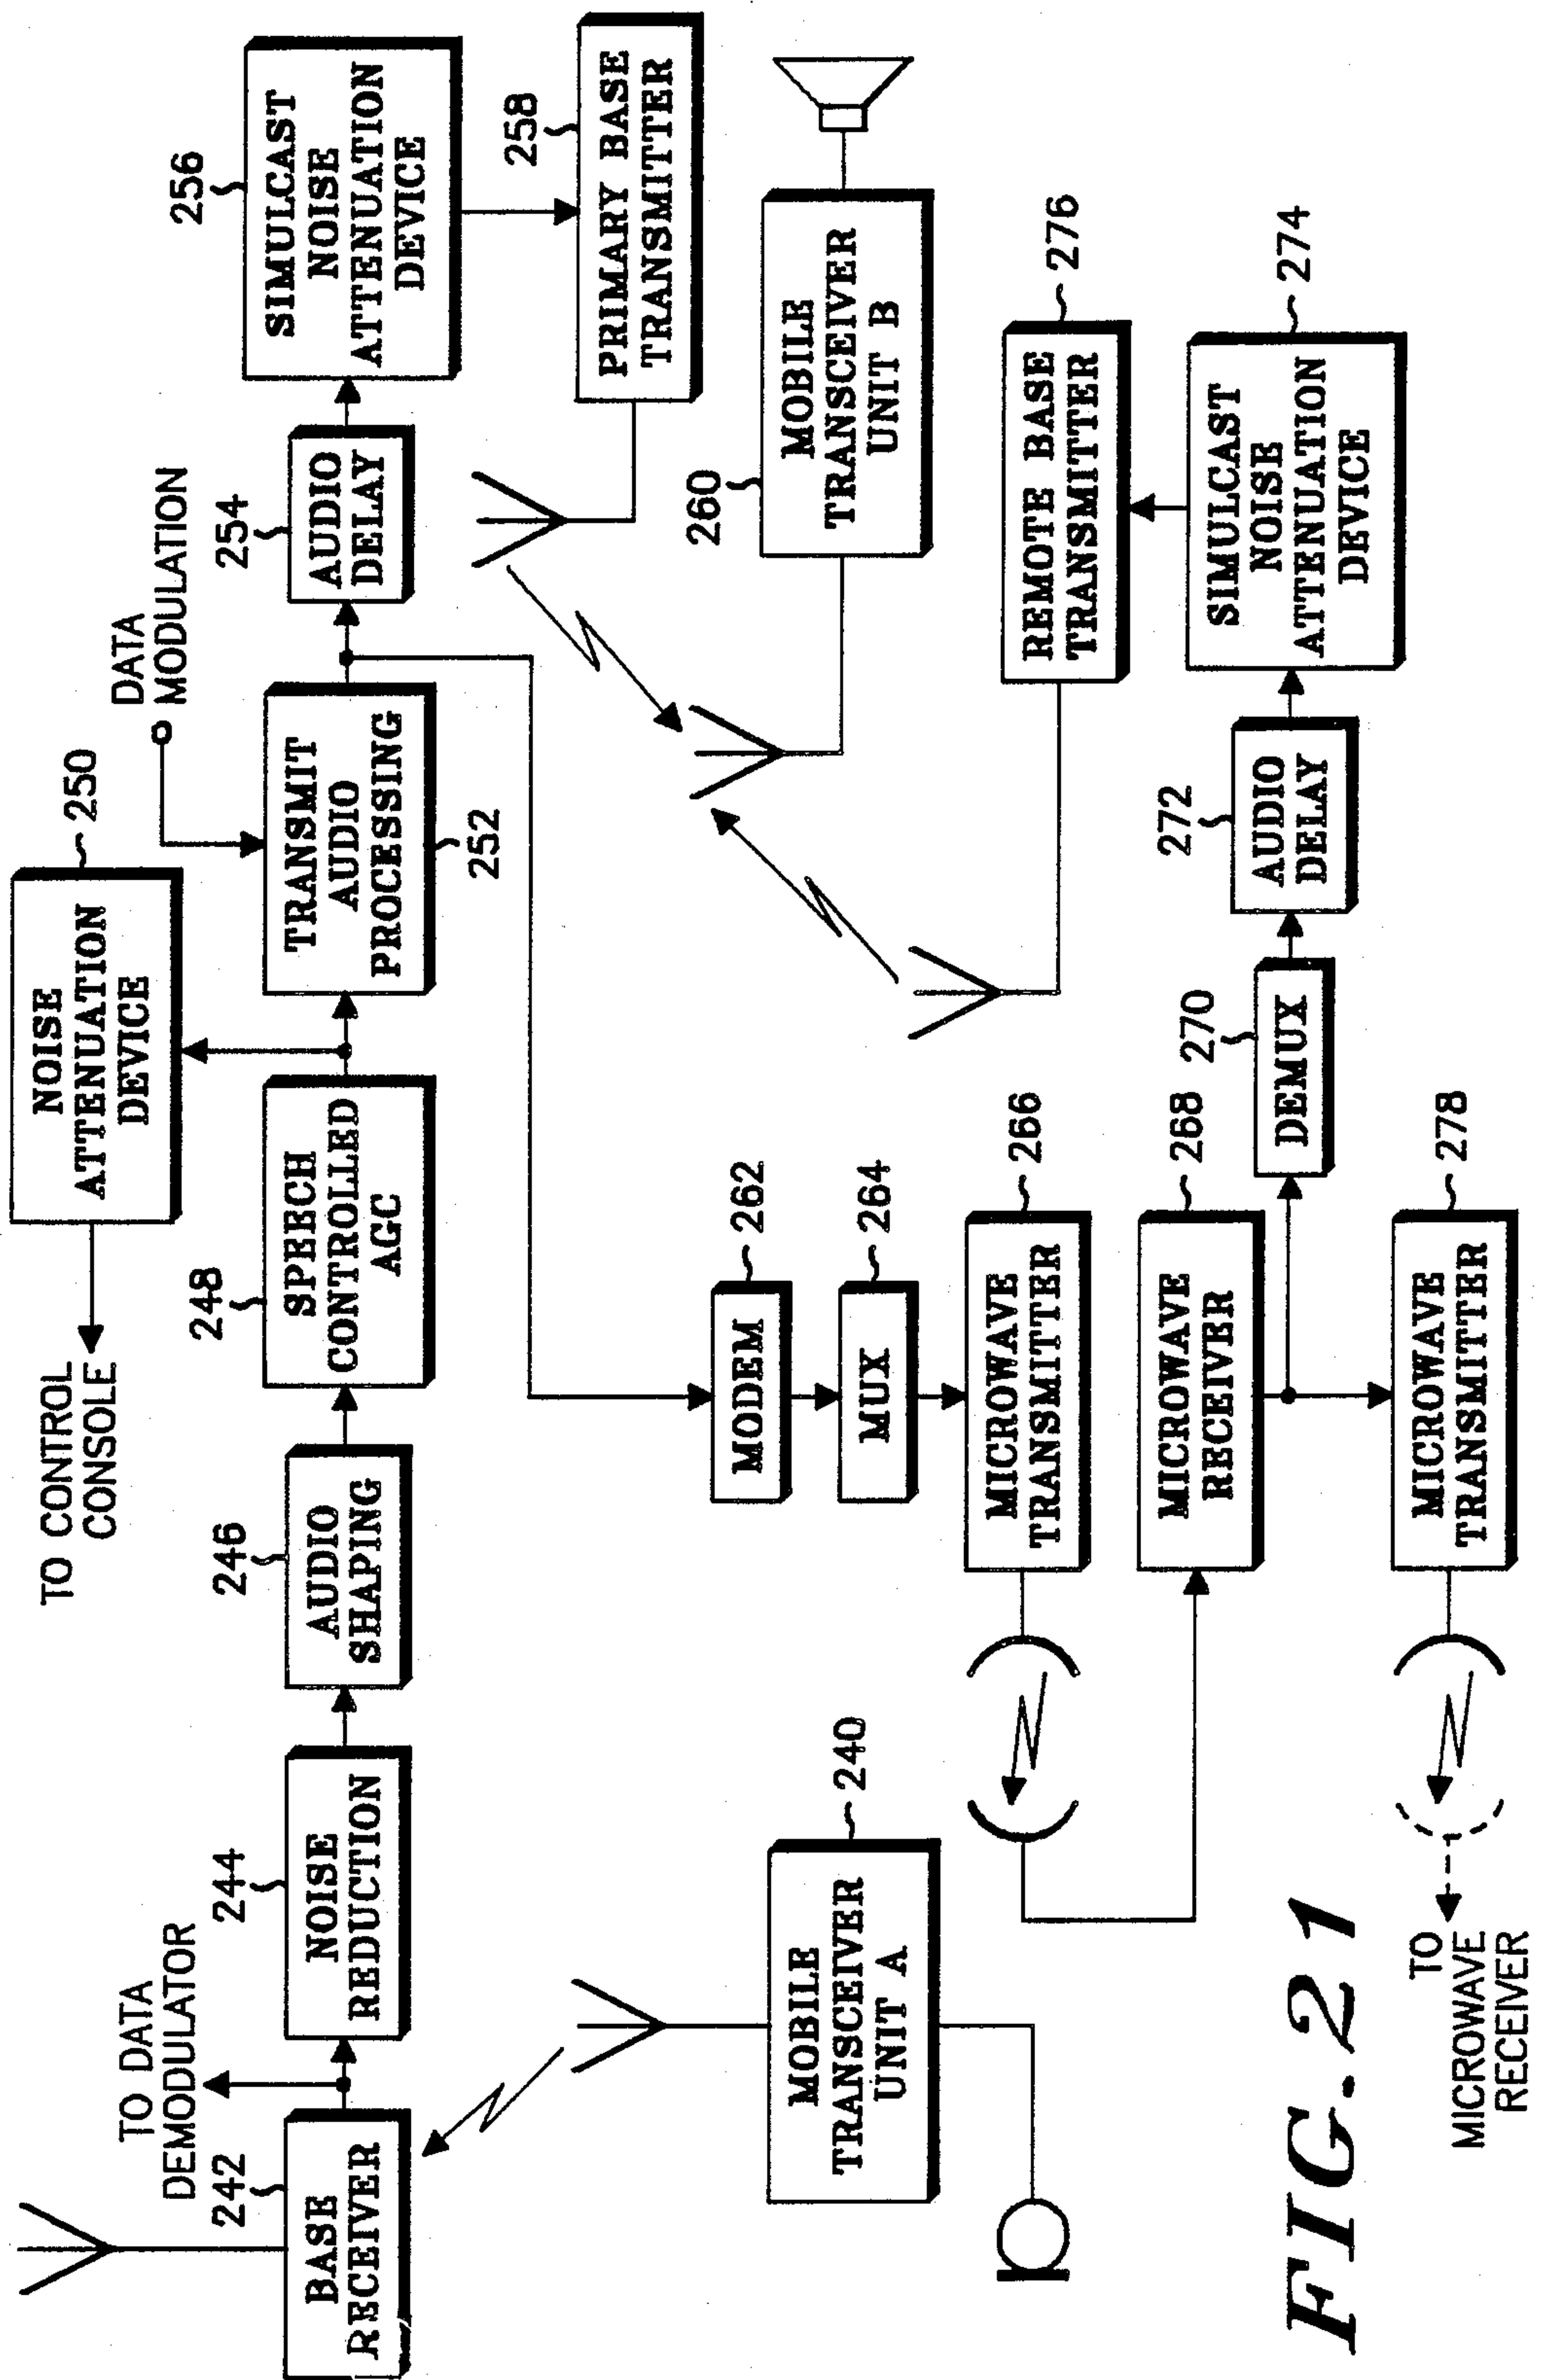 TO DATA
DEMODULATOR
TO CONTROL
CONSOLE
250
NOISE
ATTENUATION
DEVICE
DATA
MODULATION
242
BASE
RECEIVER
244
NOISE
REDUCTION
246
AUDIO
SHAPING
248
SPEECH
CONTROLLED
AGC
TRANSMIT
AUDIO
PROCESSING
252
254
AUDIO
DELAY
256
SIMULCAST
NOISE
ATTENUATION
DEVICE
258
PRIMARY BASE
TRANSMITTER
240
MOBILE
TRANSCEIVER
UNIT A
262
MODEM
264
MUX
266
MICROWAVE
TRANSMITTER
260
MOBILE
TRANSCEIVER
UNIT B
276
REMOTE BASE
TRANSMITTER
268
MICROWAVE
RECEIVER
270
DEMUX
272
AUDIO
DELAY
274
SIMULCAST
NOISE
ATTENUATION
DEVICE
278
MICROWAVE
TRANSMITTER
TO
MICROWAVE
RECEIVER
FIG.21